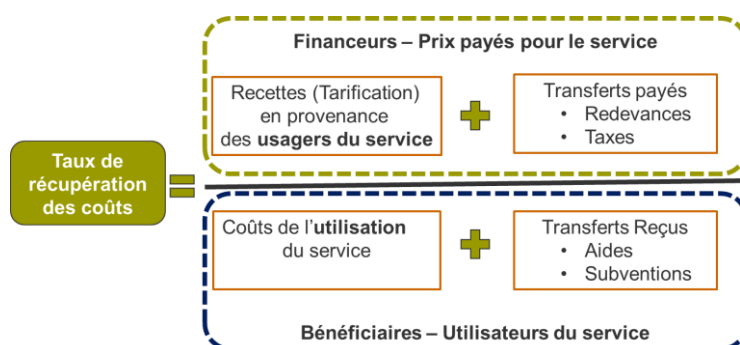 Financeurs – Prix payés pour le service
Recettes (Tarification)
en provenance
des usagers du service
+
Transferts payés
• Redevances
• Taxes
Taux de
récupération
des coûts
=
Coûts de l'utilisation
du service
+
Transferts Reçus
• Aides
• Subventions
Bénéficiaires – Utilisateurs du service